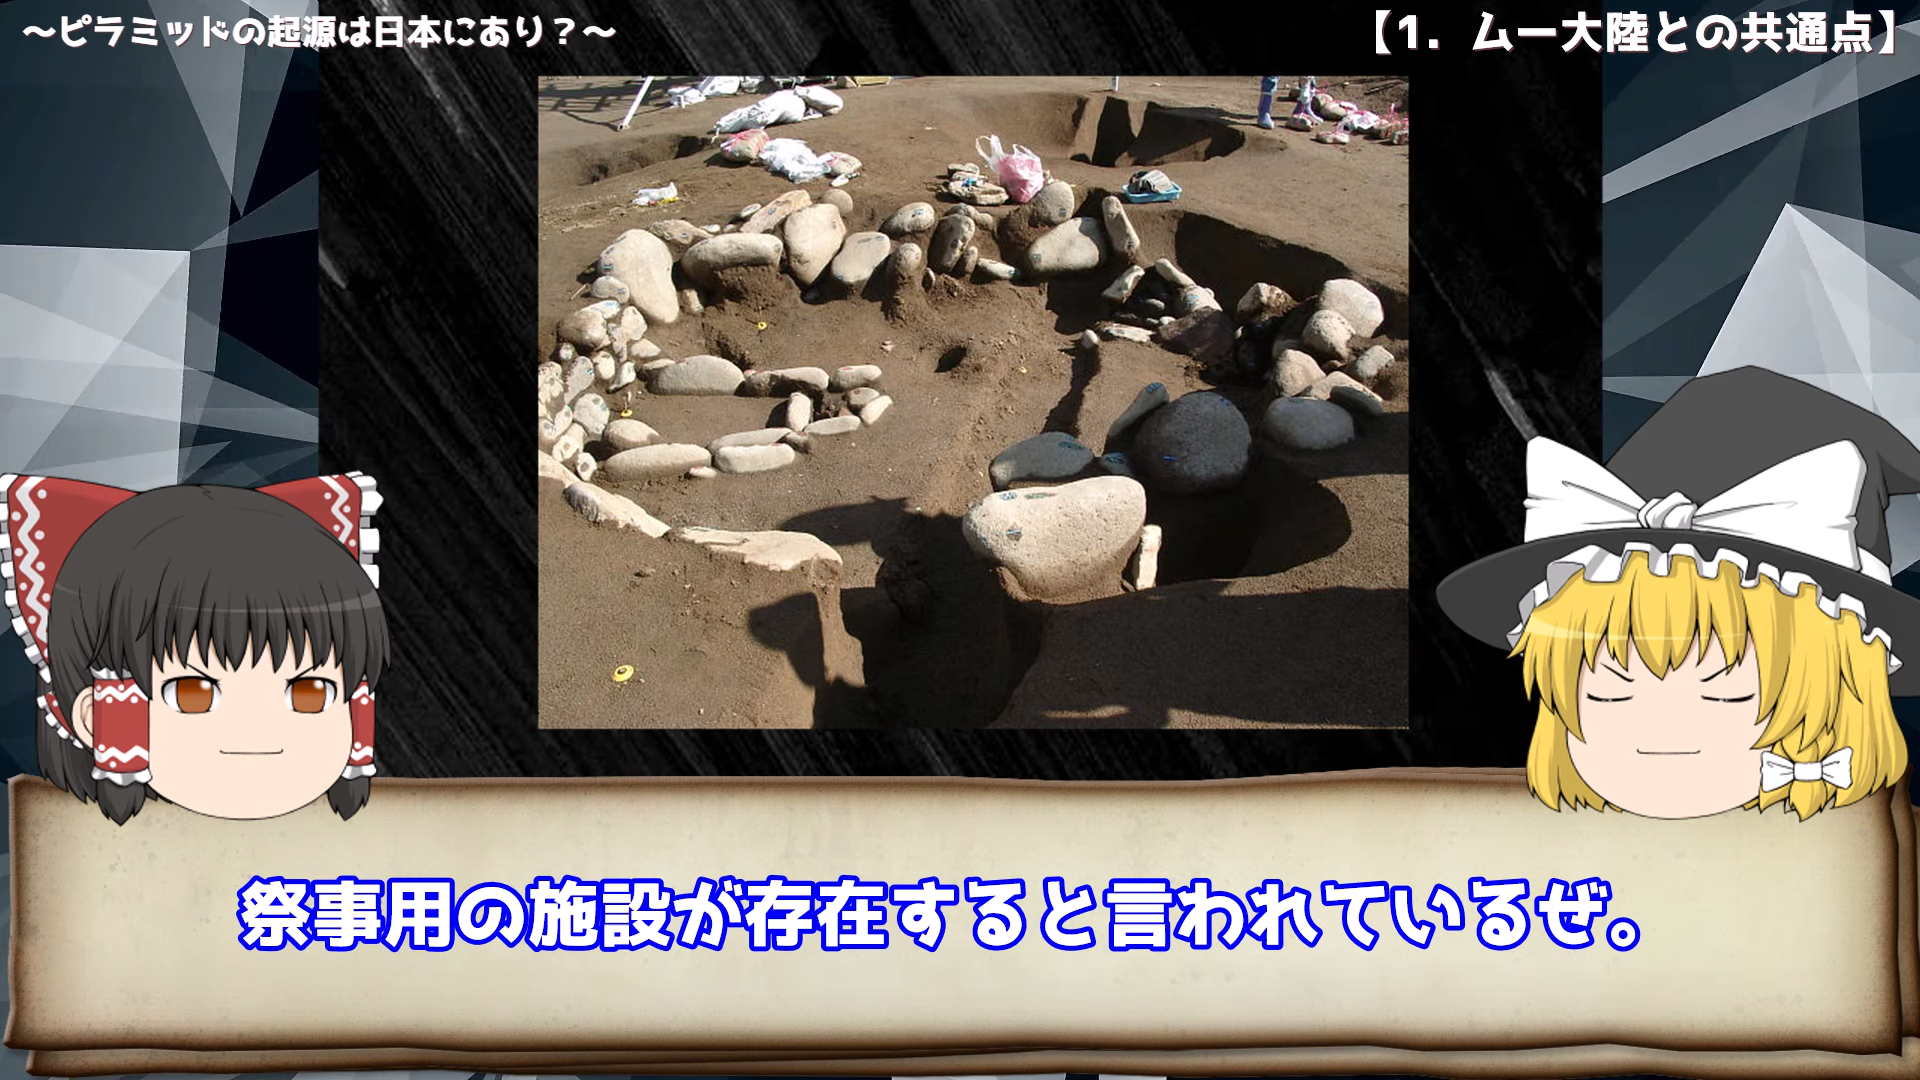 ～ピラミッドの起源は日本にあり？～
【1．ムー大陸との共通点】
祭事用の施設が存在すると言われているぜ。